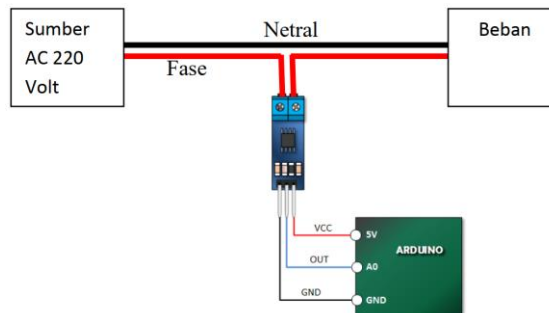 Sumber
AC 220
Volt
Netral
Fase
Beban
VCC
OUT
GND
5V
A0
GND
ARDUINO